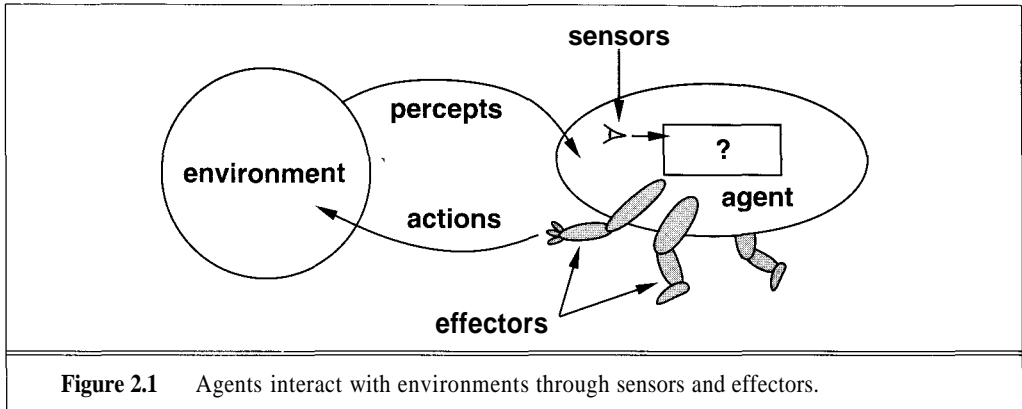 sensors
percepts
?
environment
agent
actions
effectors
Figure 2.1 Agents interact with environments through sensors and effectors.